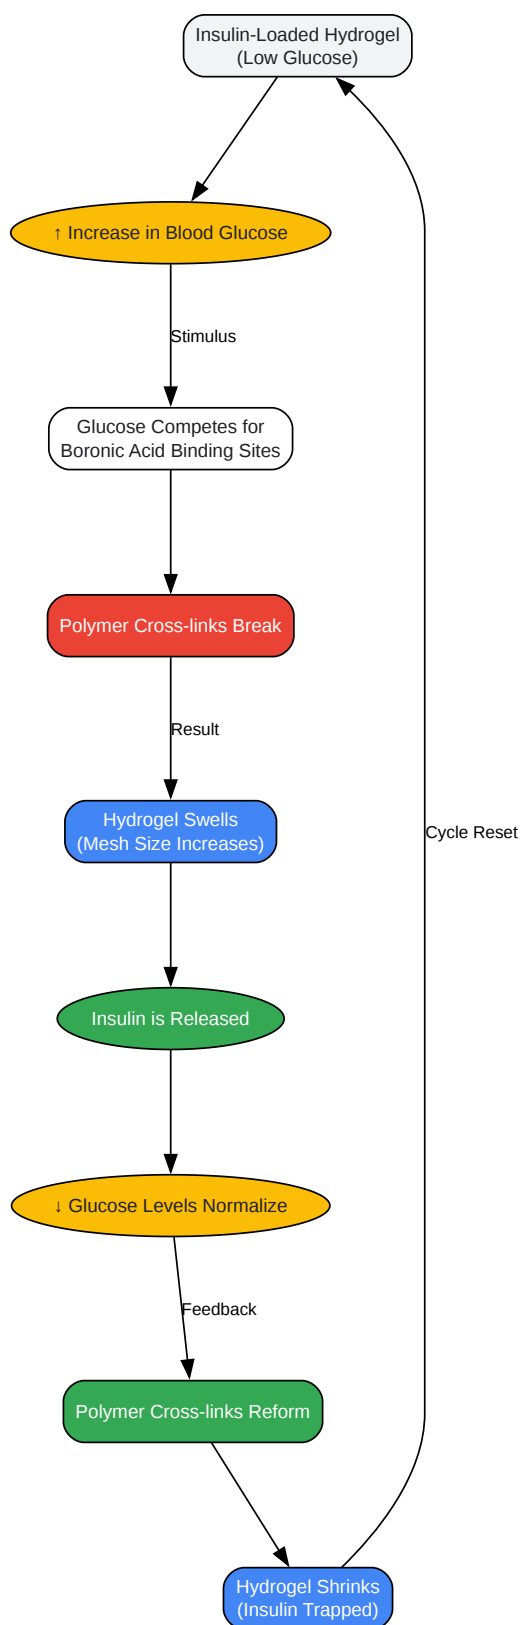 Insulin-Loaded Hydrogel
(Low Glucose)
↑ Increase in Blood Glucose
Stimulus
Glucose Competes for
Boronic Acid Binding Sites
Polymer Cross-links Break
Result
Hydrogel Swells
(Mesh Size Increases)
Cycle Reset
Insulin is Released
↓ Glucose Levels Normalize
Feedback
Polymer Cross-links Reform
Hydrogel Shrinks
(Insulin Trapped)